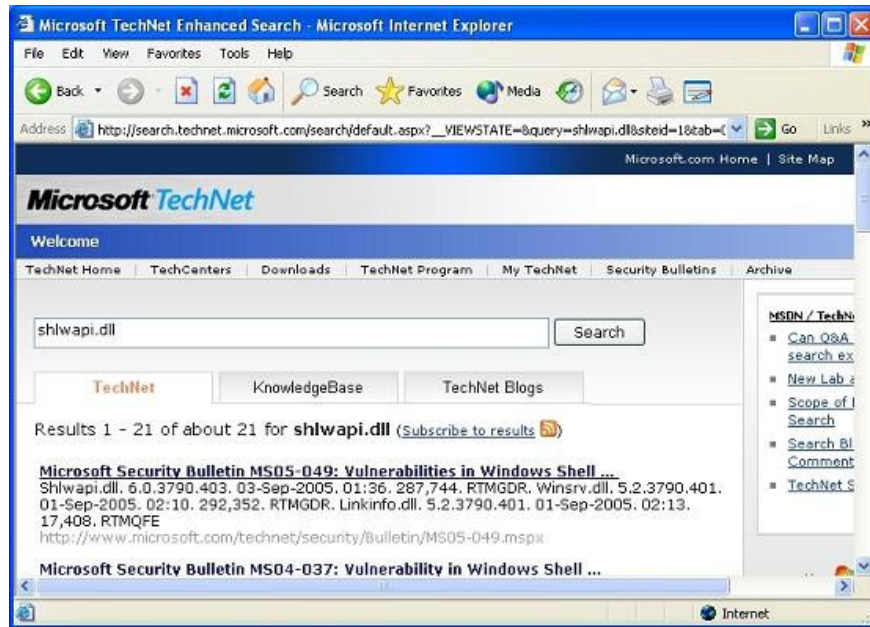 Microsoft TechNet Enhanced Search - Microsoft Internet Explorer
File Edit View Favorites Tools Help
Back Search Favorites Media
Address http://search.technet.microsoft.com/search/default.aspx?__VIEWSTATE=&query=shlwapi.dll&siteid=1&tab=( Go Links »
Microsoft.com Home | Site Map
Microsoft TechNet
Welcome
TechNet Home | TechCenters | Downloads | TechNet Program | My TechNet | Security Bulletins | Archive
shlwapi.dll Search
TechNet KnowledgeBase TechNet Blogs
Results 1 - 21 of about 21 for shlwapi.dll (Subscribe to results)
Microsoft Security Bulletin MS05-049: Vulnerabilities in Windows Shell ...
Shlwapi.dll. 6.0.3790.403. 03-Sep-2005. 01:36. 287,744. RTMGDR. Winsrv.dll. 5.2.3790.401.
01-Sep-2005. 02:10. 292,352. RTMGDR. Linkinfo.dll. 5.2.3790.401. 01-Sep-2005. 02:13.
17,408. RTMQFE
http://www.microsoft.com/technet/security/Bulletin/MS05-049.mspx
Microsoft Security Bulletin MS04-037: Vulnerability in Windows Shell ...
MSDN / TechN
Can Q&A
search ex
New Lab
Scope of
Search
Search Bl
Comment
TechNet S
Internet